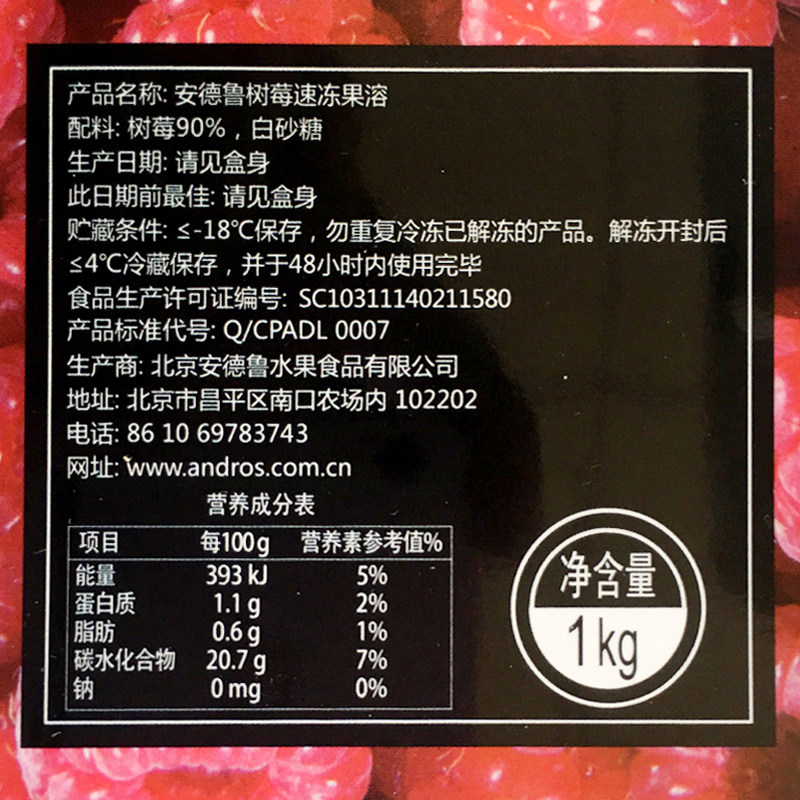 产品名称: 安德鲁树莓速冻果溶
配料: 树莓90%，白砂糖
生产日期: 请见盒身
此日期前最佳: 请见盒身
贮藏条件: ≤-18℃保存，勿重复冷冻已解冻的产品。解冻开封后
≤4℃冷藏保存，并于48小时内使用完毕
食品生产许可证编号: SC10311140211580
产品标准代号: Q/CPADL 0007
生产商: 北京安德鲁水果食品有限公司
地址: 北京市昌平区南口农场内 102202
电话: 86 10 69783743
网址: www.andros.com.cn
营养成分表
项目 每100g 营养素参考值%
能量 393 kJ 5%
蛋白质 1.1 g 2%
脂肪 0.6 g 1%
碳水化合物 20.7 g 7%
钠 0 mg 0%
净含量
1 kg